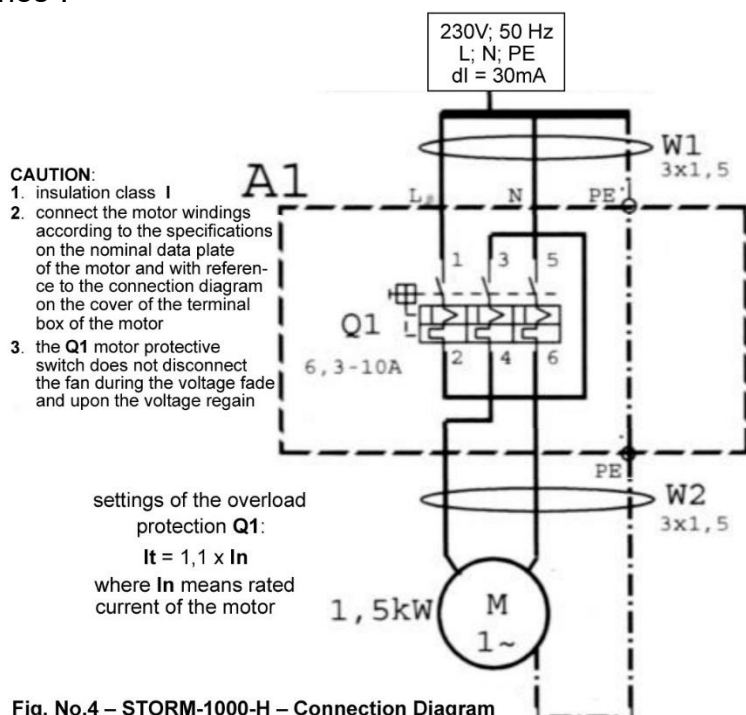 230V; 50 Hz
L; N; PE
dI = 30mA
W1
3x1,5
CAUTION:
1. insulation class I
2. connect the motor windings
according to the specifications
on the nominal data plate
of the motor and with referen-
ce to the connection diagram
on the cover of the terminal
box of the motor
3. the Q1 motor protective
switch does not disconnect
the fan during the voltage fade
and upon the voltage regain
A1
L
N
PE
1
3
5
Q1
6,3-10A
2
4
6
PE
W2
3x1,5
settings of the overload
protection Q1:
It = 1,1 x In
where In means rated
current of the motor
1,5kW
M
1~
Fig. No.4 – STORM-1000-H – Connection Diagram